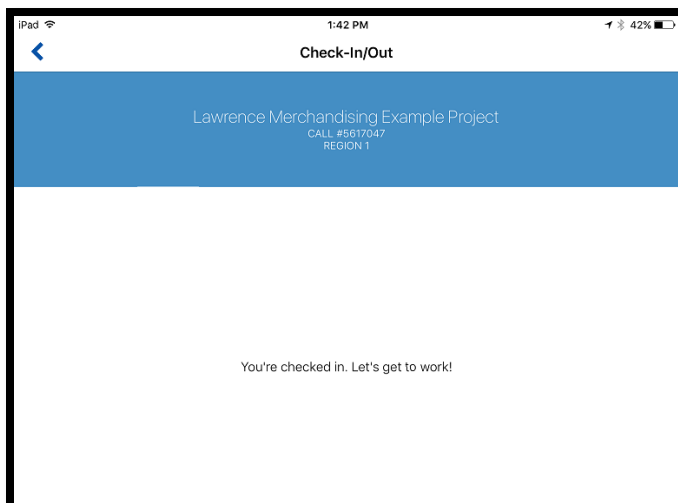 iPad 1:42 PM 42%
Check-In/Out
Lawrence Merchandising Example Project
CALL #5617047
REGION 1
You're checked in. Let's get to work!